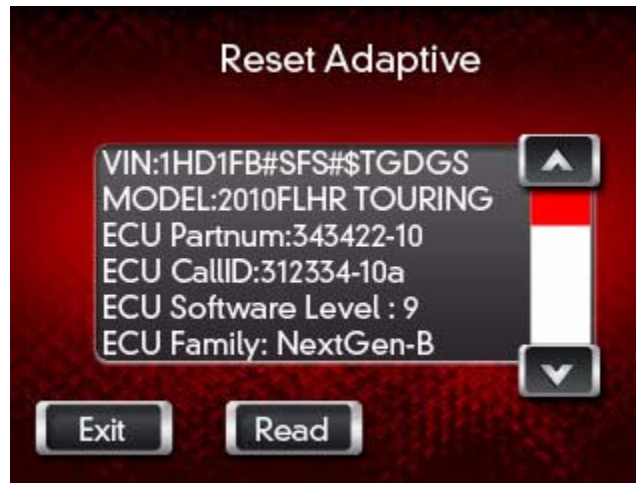 Reset Adaptive
VIN:1HD1FB#SFS#$TGDGS
MODEL:2010FLHR TOURING
ECU Partnum:343422-10
ECU CallID:312334-10a
ECU Software Level : 9
ECU Family: NextGen-B
Exit
Read